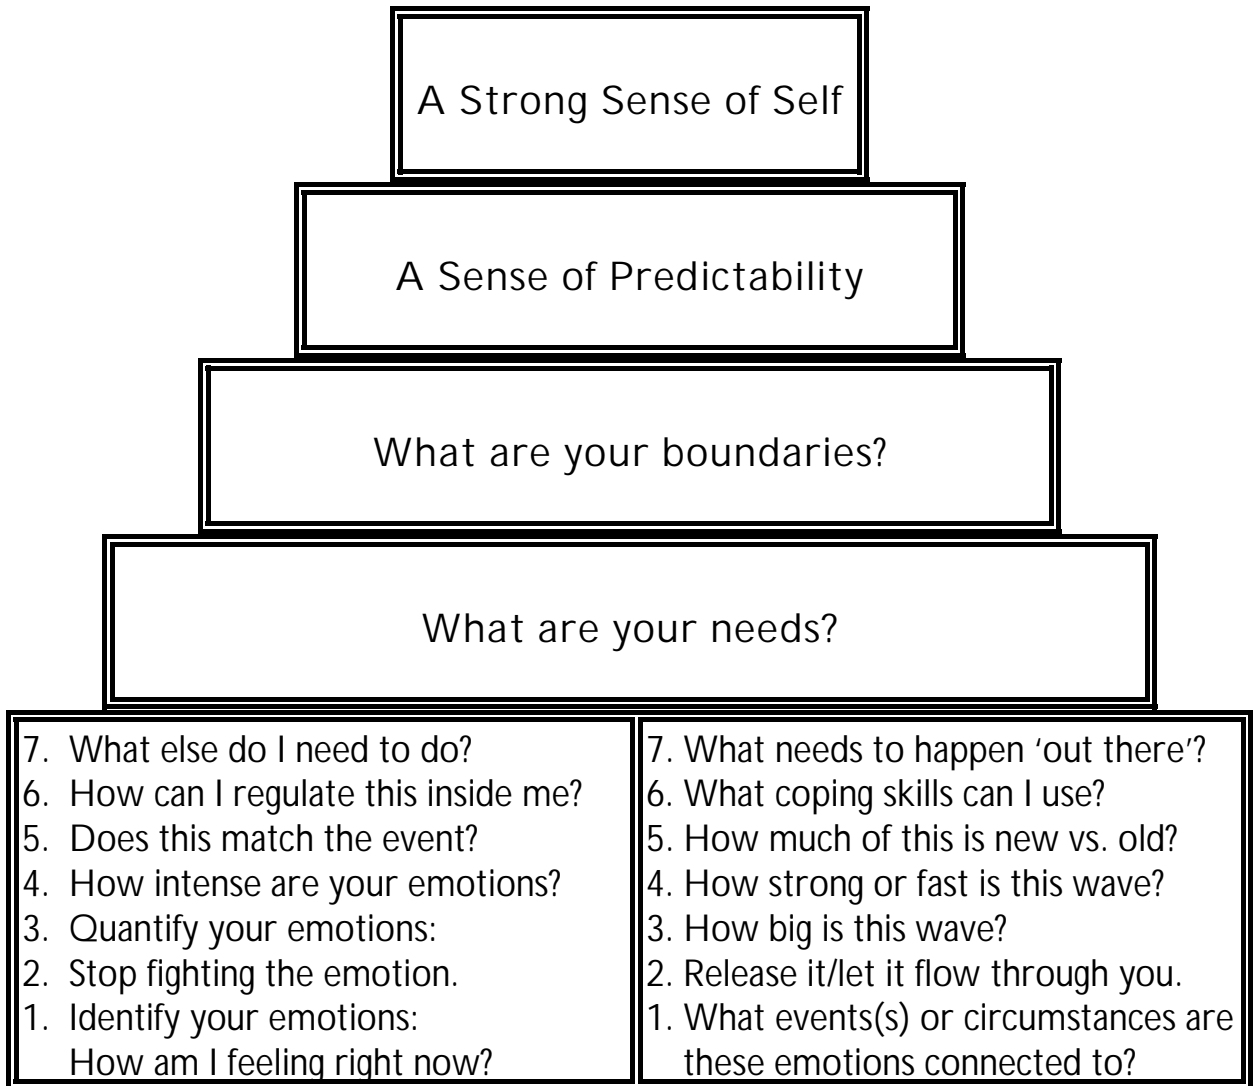 A Strong Sense of Self
A Sense of Predictability
What are your boundaries?
What are your needs?
7. What else do I need to do?
6. How can I regulate this inside me?
5. Does this match the event?
4. How intense are your emotions?
3. Quantify your emotions:
2. Stop fighting the emotion.
1. Identify your emotions:
How am I feeling right now?
7. What needs to happen ‘out there’?
6. What coping skills can I use?
5. How much of this is new vs. old?
4. How strong or fast is this wave?
3. How big is this wave?
2. Release it/let it flow through you.
1. What events(s) or circumstances are
these emotions connected to?